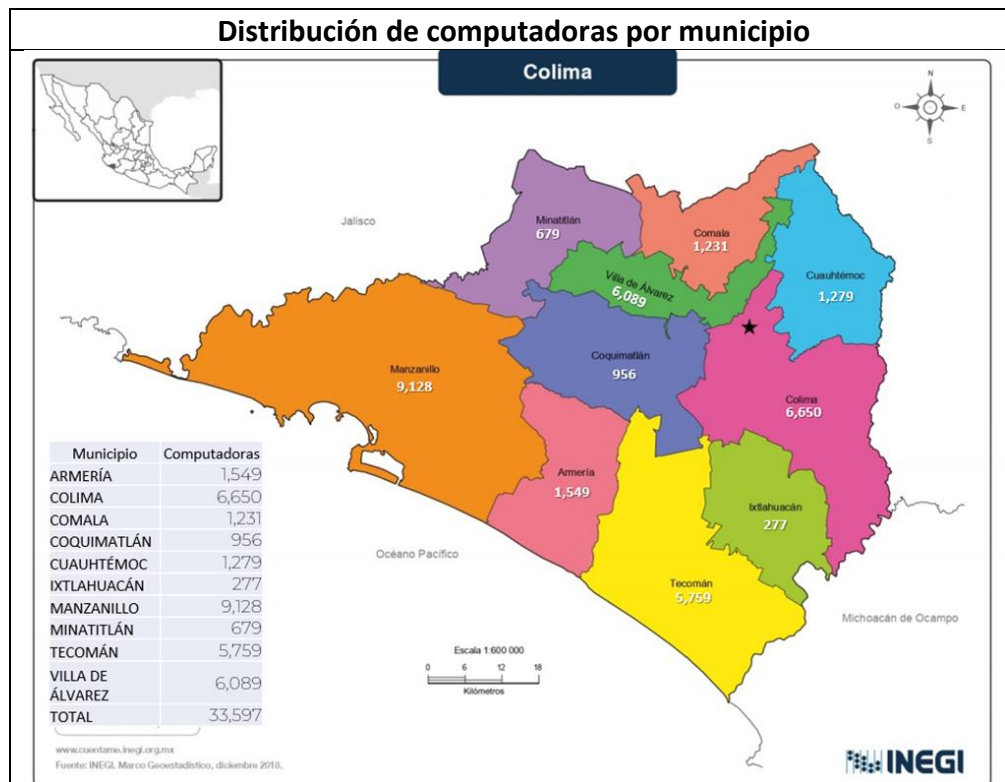 Distribución de computadoras por municipio
Colima
N
O E
S
Jalisco
Minatitlán
679
Comala
1,231
Villa de Álvarez
6,089
Cuauhtémoc
1,279
Coquimatlán
956
Manzanillo
9,128
Colima
6,650
Armería
1,549
Ixtlahuacán
277
Tecomán
5,759
Océano Pacífico
Michoacán de Ocampo
Municipio Computadoras
ARMERÍA 1,549
COLIMA 6,650
COMALA 1,231
COQUIMATLÁN 956
CUAUHTÉMOC 1,279
IXTLAHUACÁN 277
MANZANILLO 9,128
MINATITLÁN 679
TECOMÁN 5,759
VILLA DE
ÁLVAREZ 6,089
TOTAL 33,597
Escala 1:600 000
0 6 12 18
Kilómetros
www.cuentame.inegi.org.mx
Fuente: INEGI. Marco Geoestadístico, diciembre 2018.
INEGI